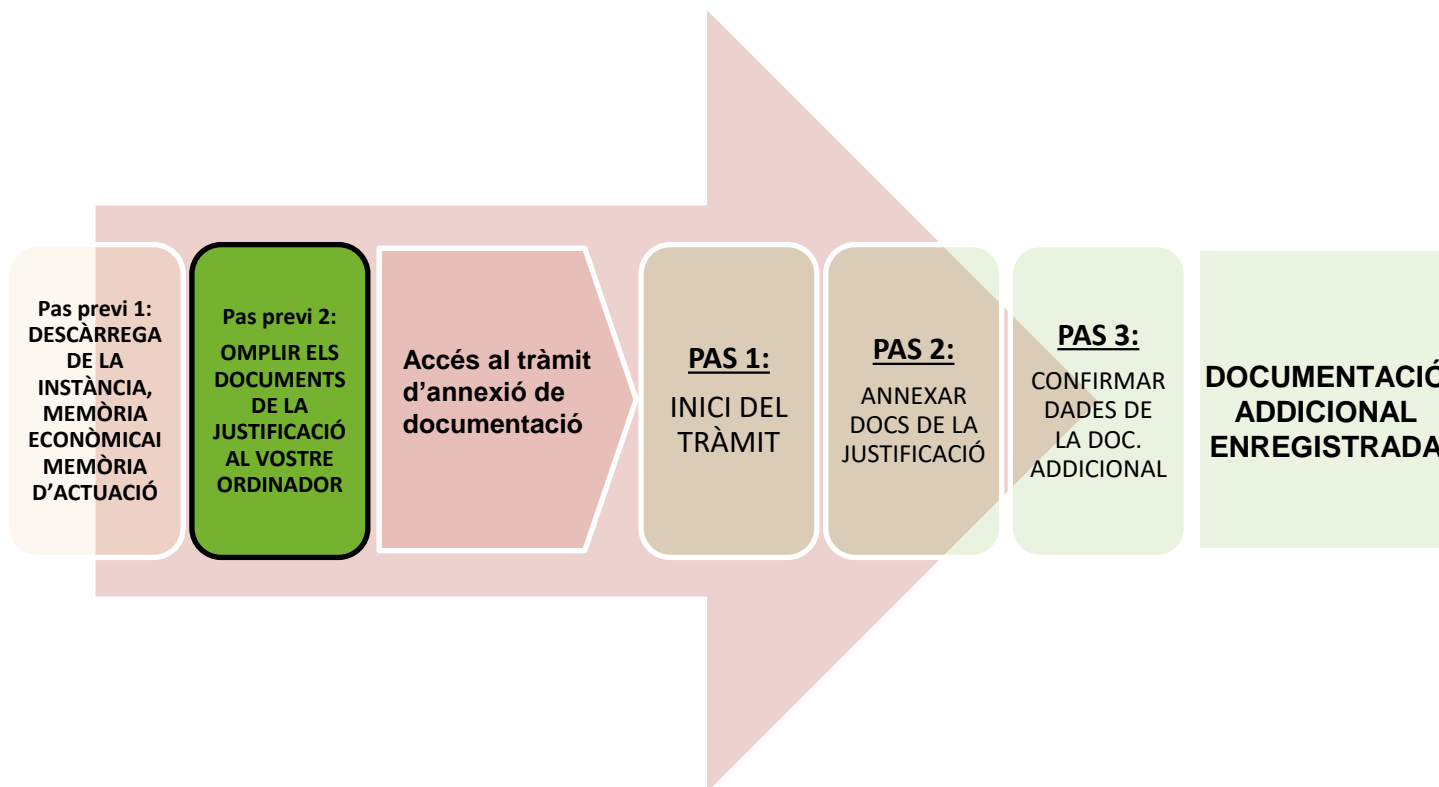 Pas previ 1:
DESCÀRREGA
DE LA
INSTÀNCIA,
MEMÒRIA
ECONÒMICAI
MEMÒRIA
D'ACTUACIÓ
Pas previ 2:
OMPLIR ELS
DOCUMENTS
DE LA
JUSTIFICACIÓ
AL VOSTRE
ORDINADOR
Accés al tràmit
d'annexió de
documentació
PAS 1:
INICI DEL
TRÀMIT
PAS 2:
ANNEXAR
DOCS DE LA
JUSTIFICACIÓ
PAS 3:
CONFIRMAR
DADES DE
LA DOC.
ADDICIONAL
DOCUMENTACIÓ
ADDICIONAL
ENREGISTRADA